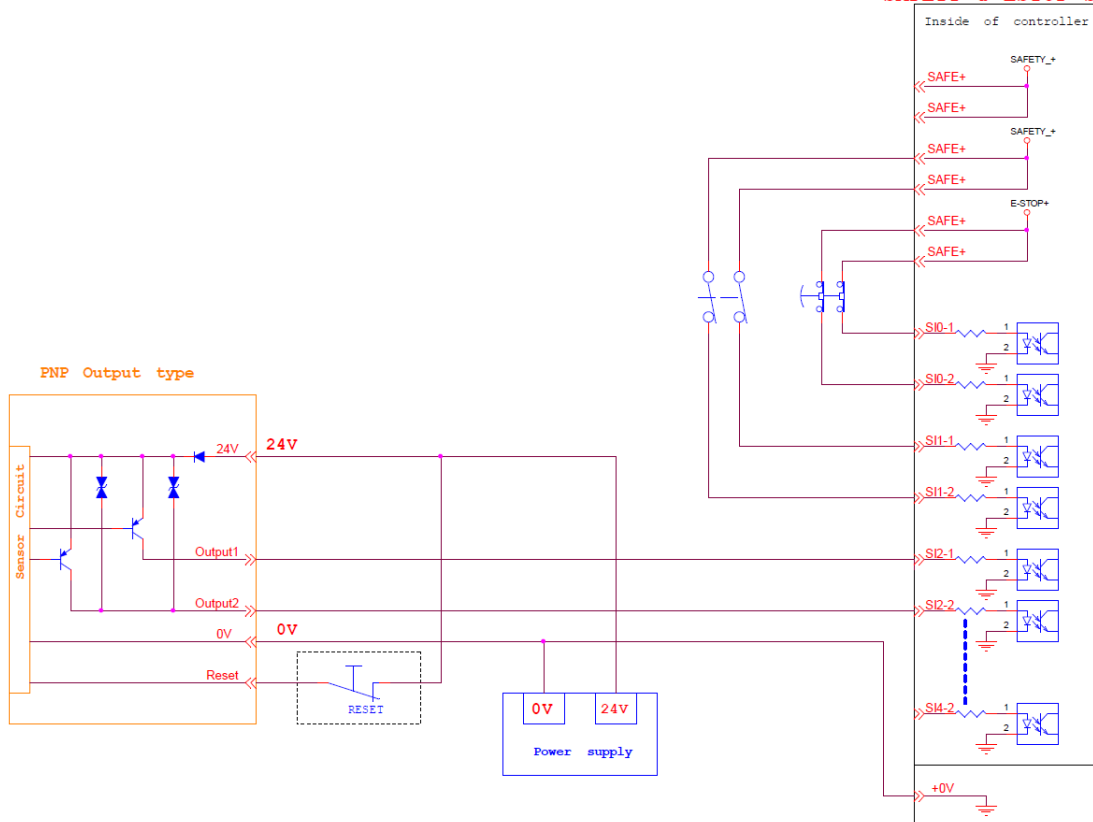 Inside of controller
SAFETY_+
SAFE+
SAFE+
SAFETY_+
SAFE+
SAFE+
E-STOP+
SAFE+
SAFE+
SI0-1
1
2
SI0-2
1
2
PNP Output type
24V
24V
SI1-1
1
2
Sensor Circuit
SI1-2
1
2
Output1
SI2-1
1
2
Output2
SI2-2
1
2
0V
0V
Reset
RESET
0V
24V
Power supply
SI4-2
1
2
+0V